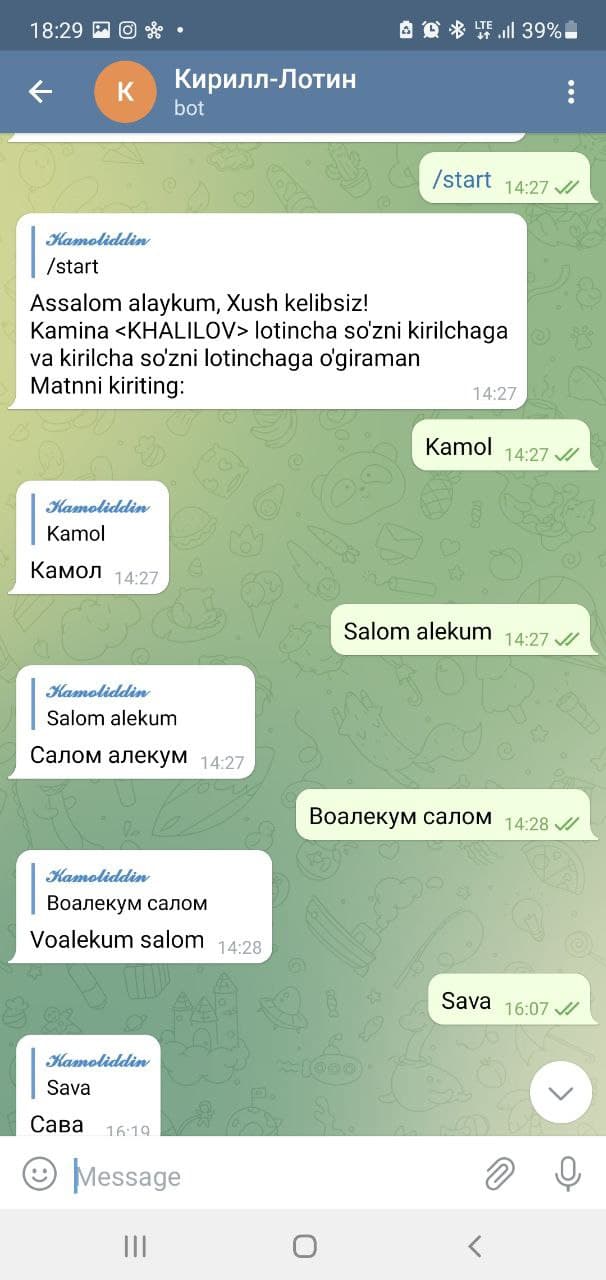 18:29
LTE
39%
К
Кирилл-Лотин
bot
/start 14:27
Kamoliddin
/start
Assalom alaykum, Xush kelibsiz!
Kamina <KHALILOV> lotincha so'zni kirilchaga
va kirilcha so'zni lotinchaga o'giraman
Matnni kiriting:
14:27
Kamol 14:27
Kamoliddin
Kamol
Камол 14:27
Salom alekum 14:27
Kamoliddin
Salom alekum
Салом алекум 14:27
Воалекум салом 14:28
Kamoliddin
Воалекум салом
Voalekum salom 14:28
Sava 16:07
Kamoliddin
Sava
Сава 16:19
Message